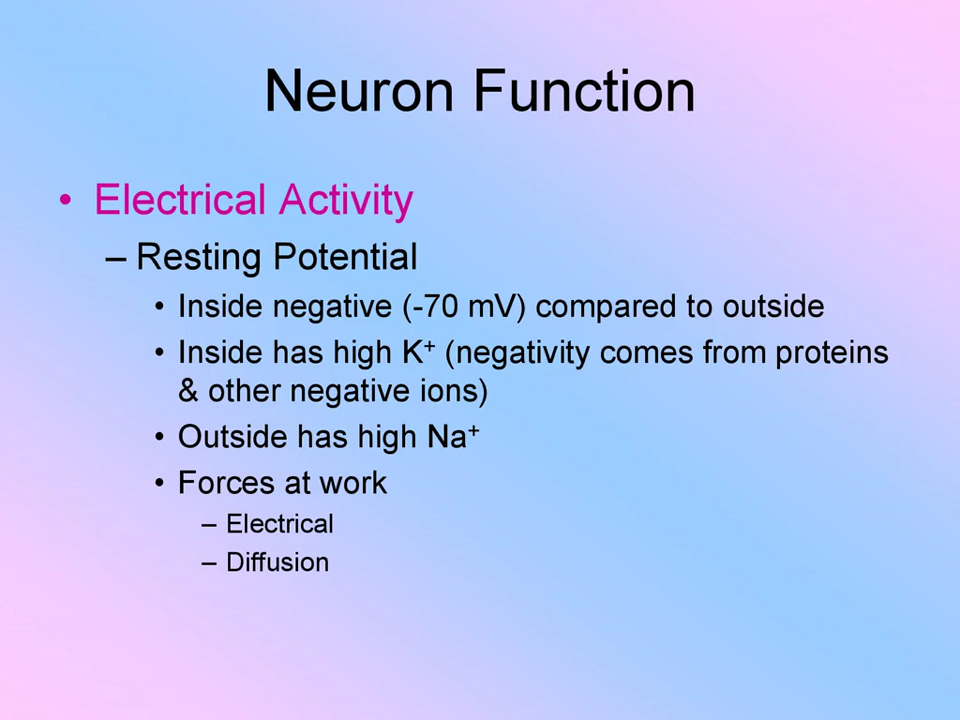 Neuron Function
• Electrical Activity
– Resting Potential
• Inside negative (-70 mV) compared to outside
• Inside has high K⁺ (negativity comes from proteins
& other negative ions)
• Outside has high Na⁺
• Forces at work
– Electrical
– Diffusion